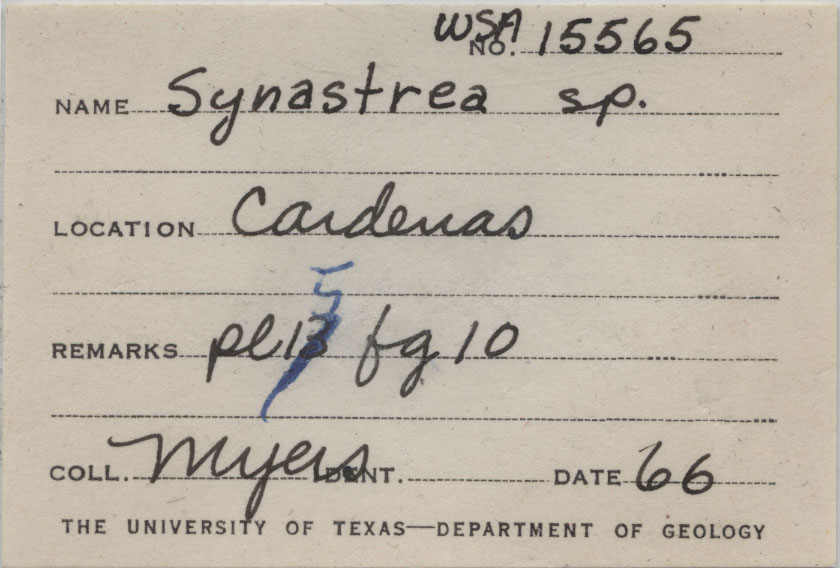 WSA
NO. 15565
NAME Synastrea sp.
LOCATION Cardenas
5
REMARKS pl 13 fg 10
COLL. Myers IDENT. DATE 66
THE UNIVERSITY OF TEXAS—DEPARTMENT OF GEOLOGY